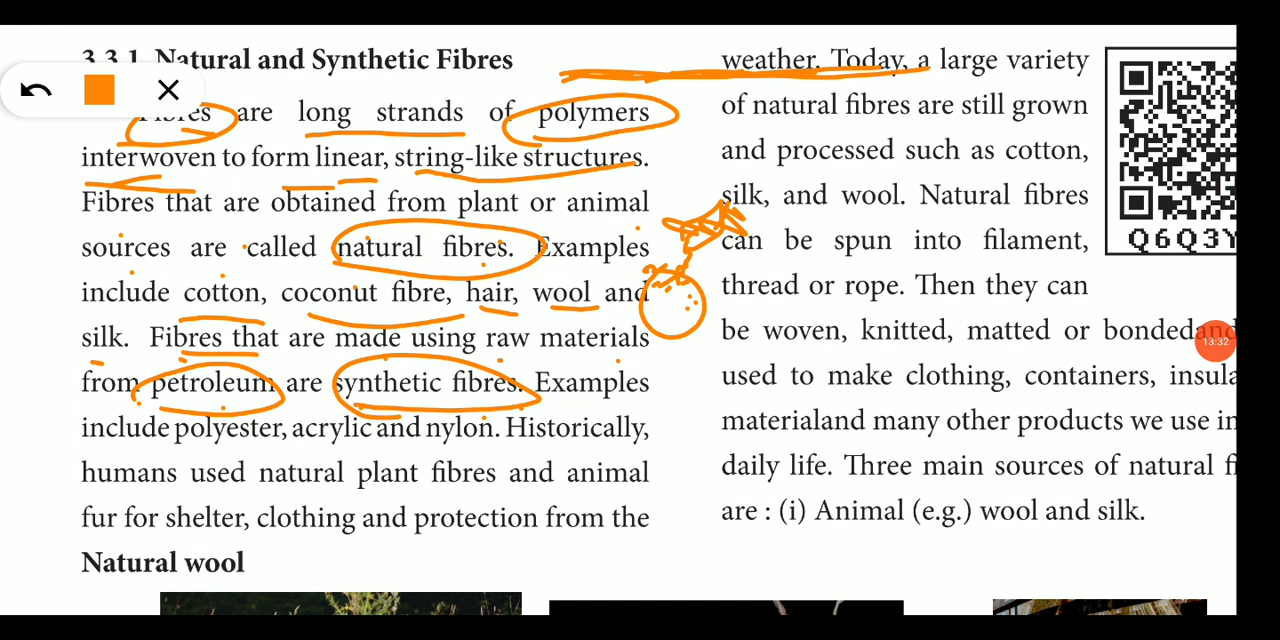 3.3.1 Natural and Synthetic Fibres
Fibres are long strands of polymers
interwoven to form linear, string-like structures.
Fibres that are obtained from plant or animal
sources are called natural fibres. Examples
include cotton, coconut fibre, hair, wool and
silk. Fibres that are made using raw materials
from petroleum are synthetic fibres. Examples
include polyester, acrylic and nylon. Historically,
humans used natural plant fibres and animal
fur for shelter, clothing and protection from the
Natural wool
weather. Today, a large variety
of natural fibres are still grown
and processed such as cotton,
silk, and wool. Natural fibres
can be spun into filament,
thread or rope. Then they can
be woven, knitted, matted or bondedand
used to make clothing, containers, insula
materialand many other products we use in
daily life. Three main sources of natural fi
are : (i) Animal (e.g.) wool and silk.
Q6Q3Y
13:32